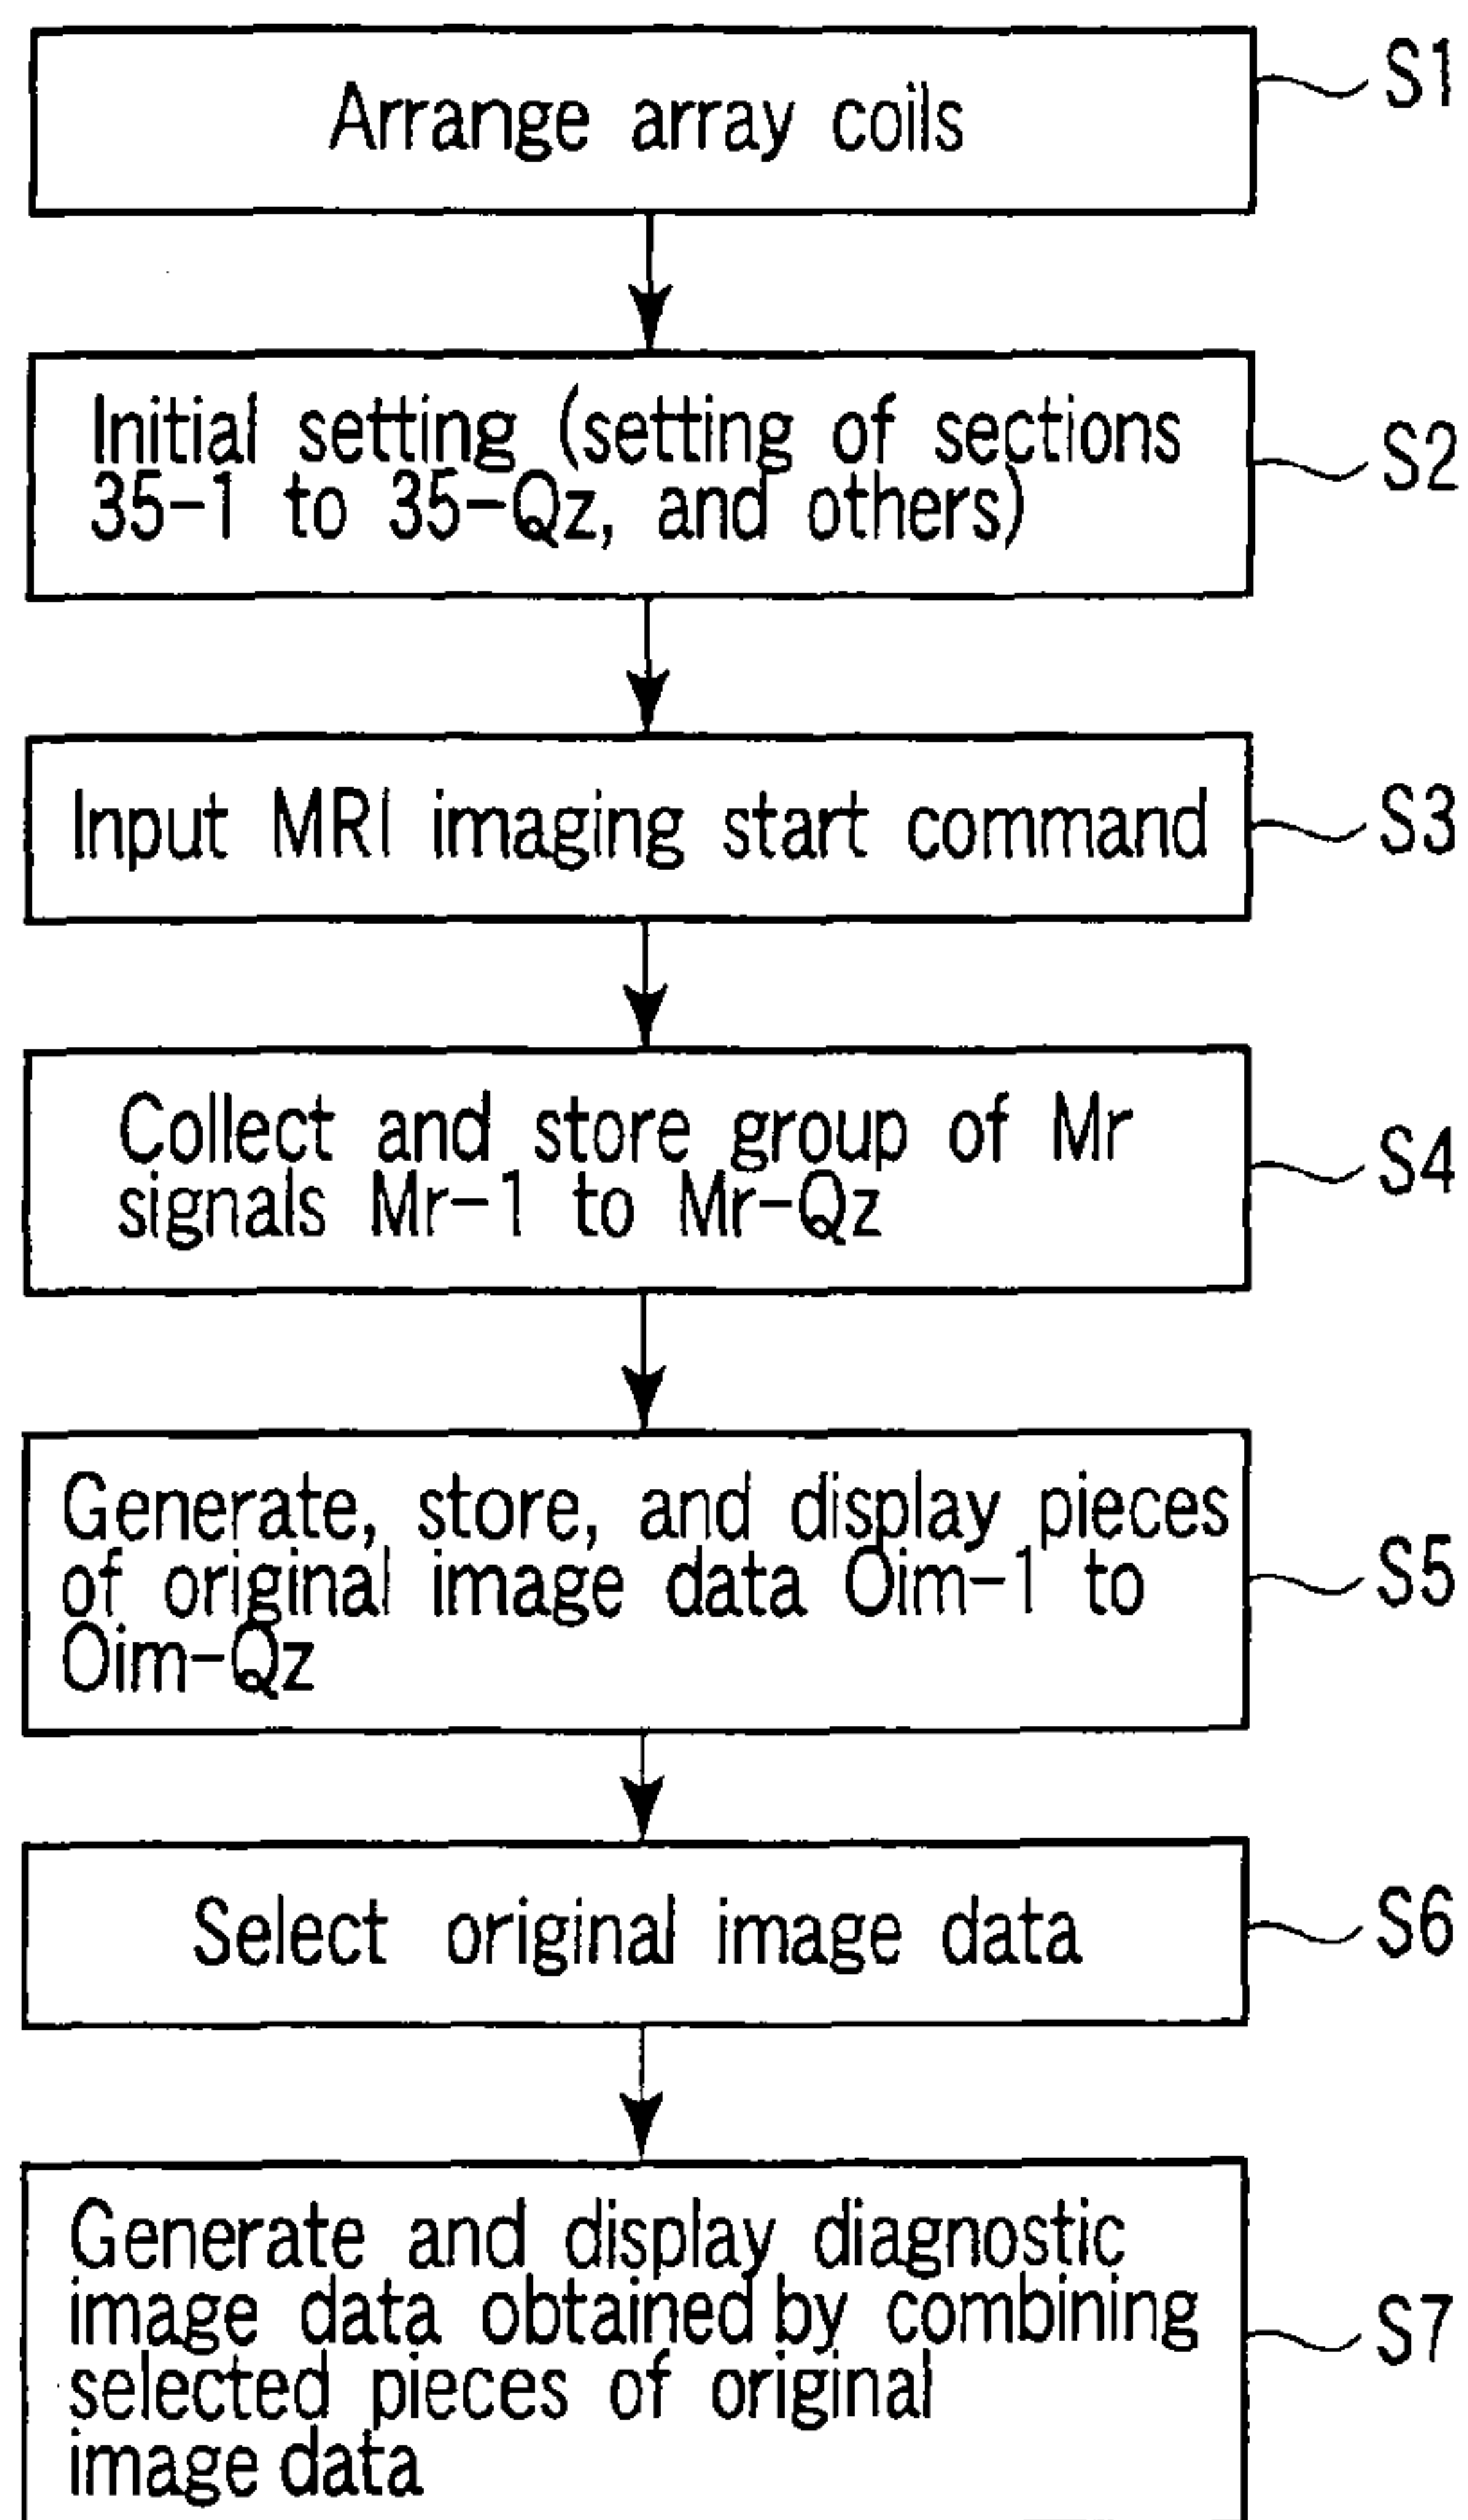 Arrange array coils
S1
Initial setting (setting of sections
35-1 to 35-Qz, and others)
S2
Input MRI imaging start command
S3
Collect and store group of Mr
signals Mr-1 to Mr-Qz
S4
Generate, store, and display pieces
of original image data Oim-1 to
Oim-Qz
S5
Select original image data
S6
Generate and display diagnostic
image data obtained by combining
selected pieces of original
image data
S7